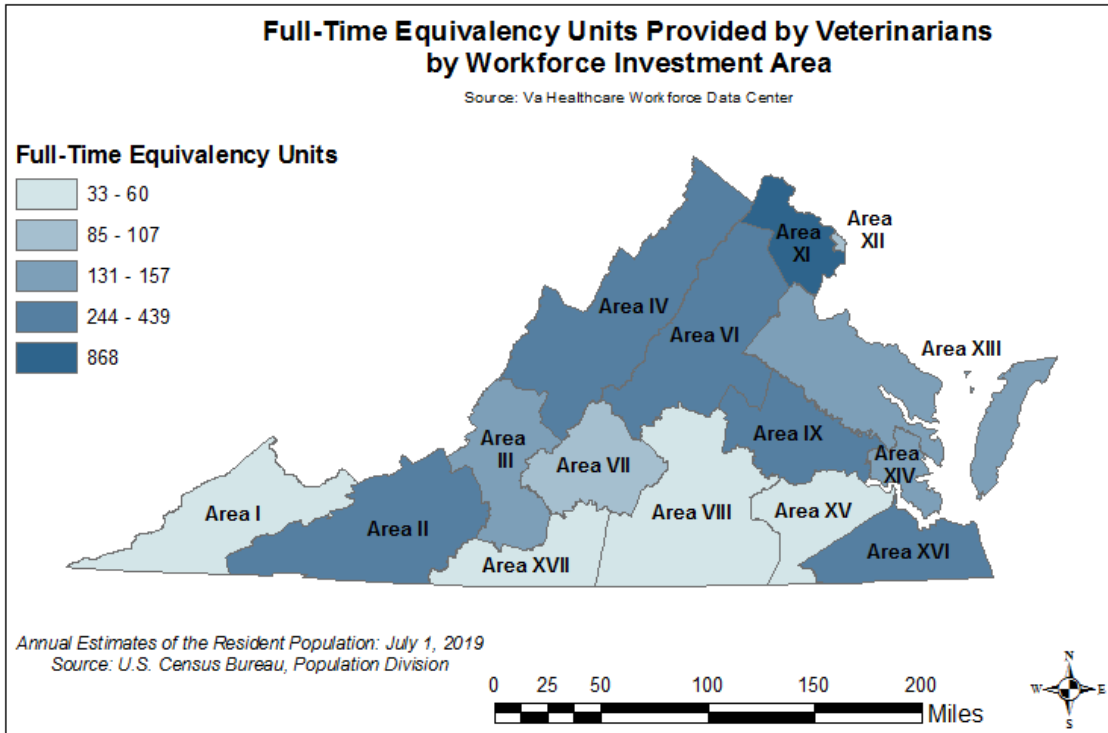 Full-Time Equivalency Units Provided by Veterinarians
by Workforce Investment Area
Source: Va Healthcare Workforce Data Center
Full-Time Equivalency Units
33 - 60
85 - 107
131 - 157
244 - 439
868
Area
XI
Area
XII
Area IV
Area VI
Area XIII
Area
III
Area VII
Area IX
Area
XIV
Area I
Area II
Area VIII
Area XV
Area XVII
Area XVI
Annual Estimates of the Resident Population: July 1, 2019
Source: U.S. Census Bureau, Population Division
0 25 50 100 150 200
Miles
N
W E
S